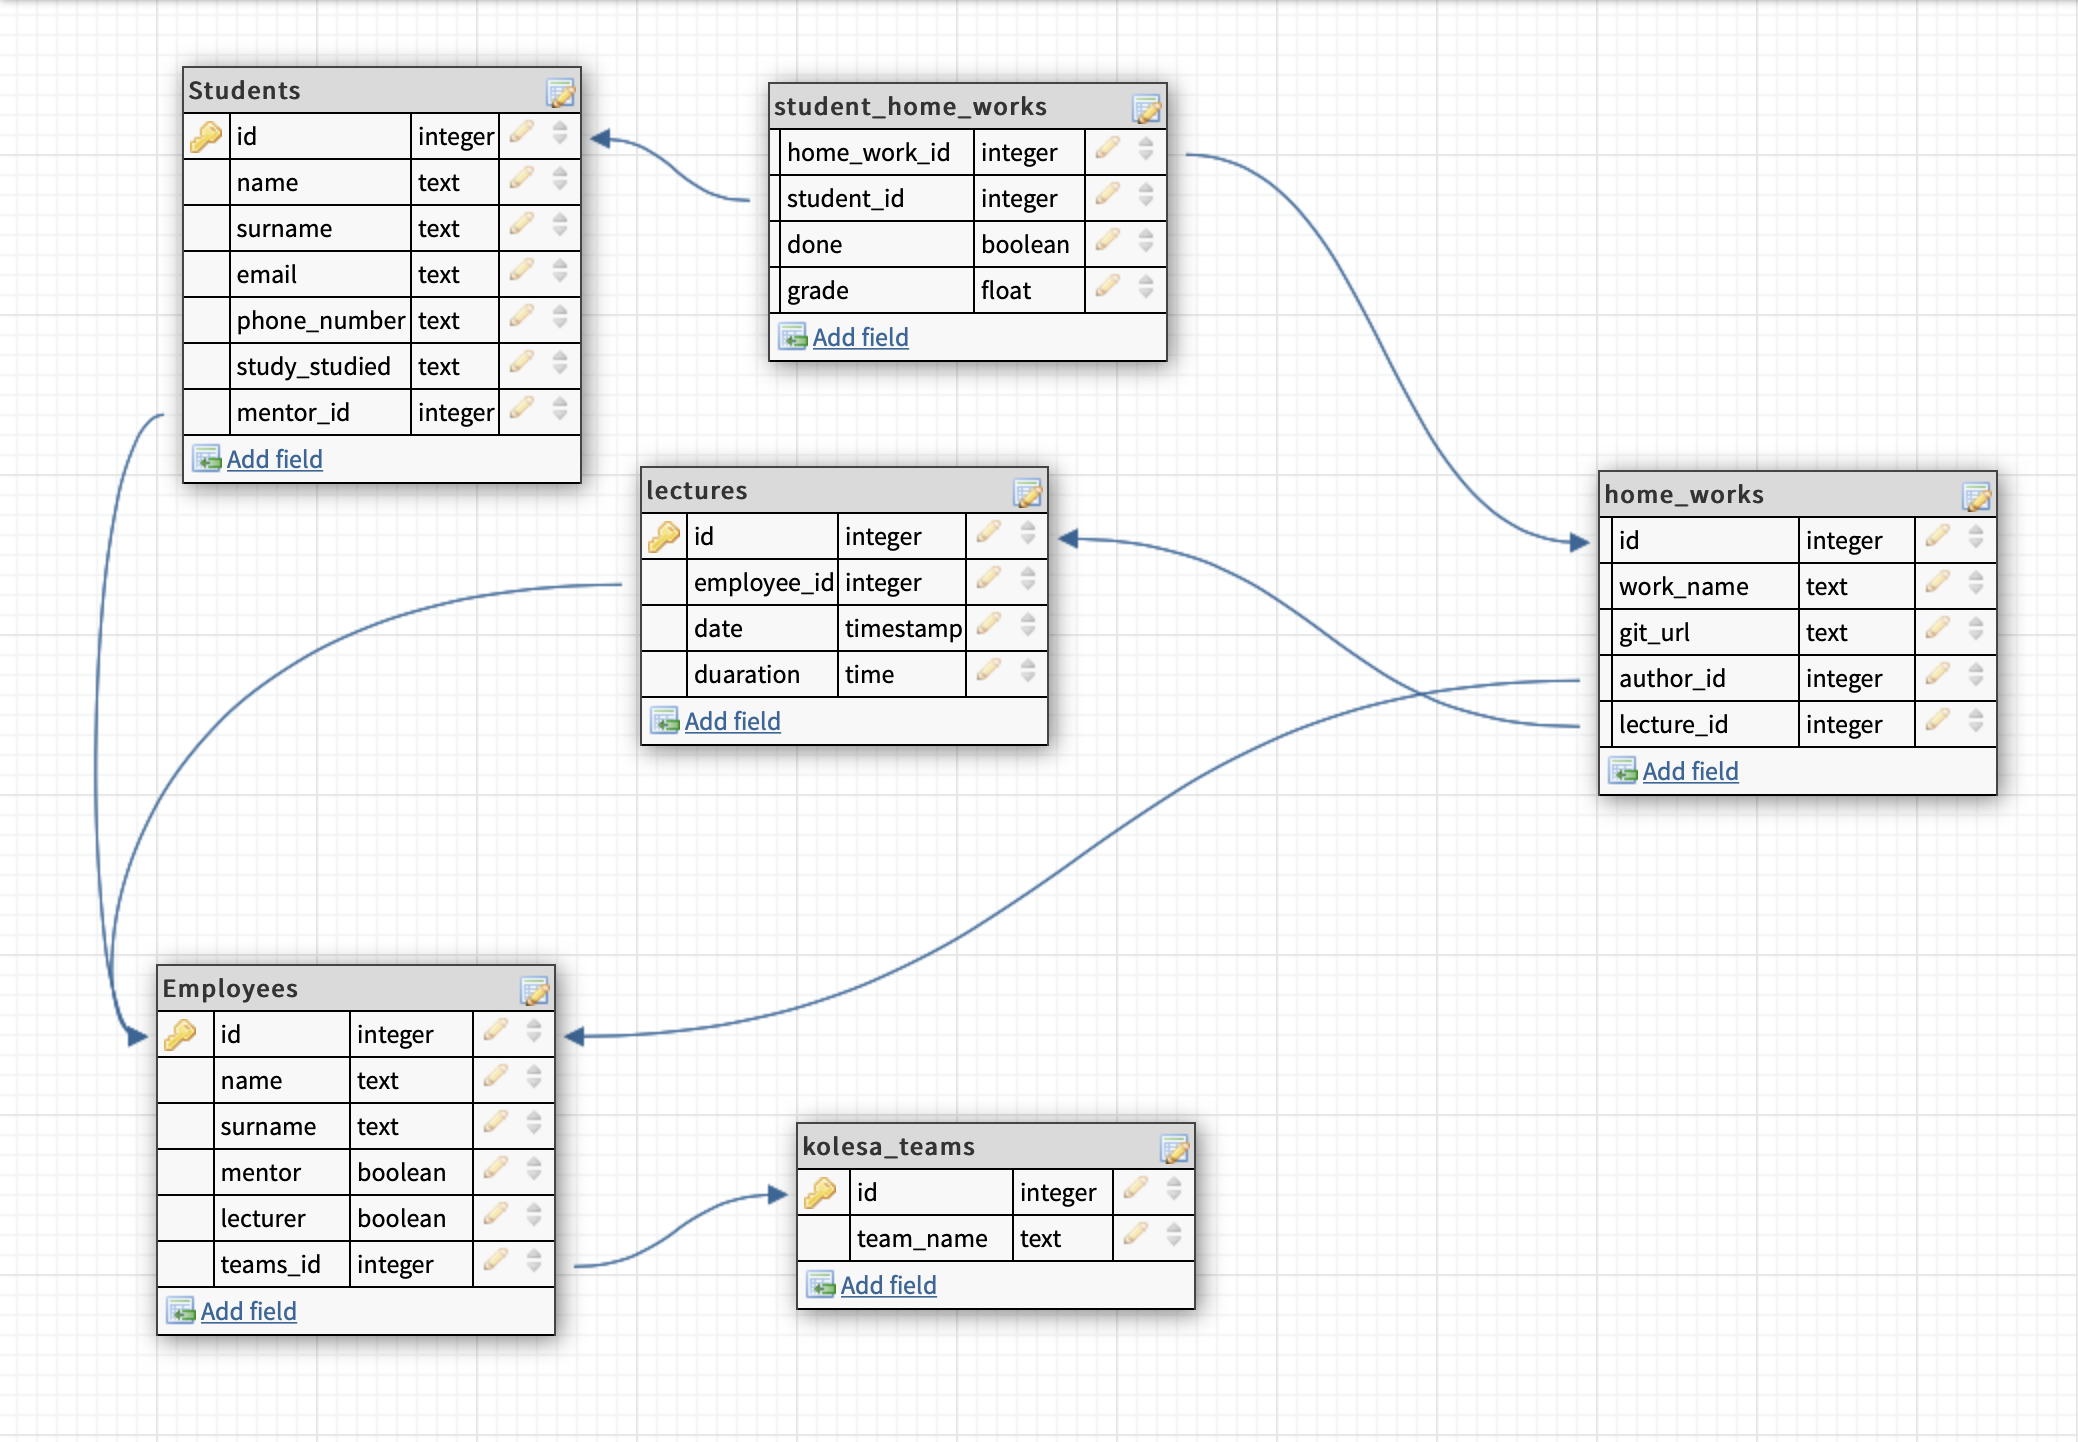 Students
id integer
name text
surname text
email text
phone_number text
study_studied text
mentor_id integer
Add field
student_home_works
home_work_id integer
student_id integer
done boolean
grade float
Add field
lectures
id integer
employee_id integer
date timestamp
duaration time
Add field
home_works
id integer
work_name text
git_url text
author_id integer
lecture_id integer
Add field
Employees
id integer
name text
surname text
mentor boolean
lecturer boolean
teams_id integer
Add field
kolesa_teams
id integer
team_name text
Add field